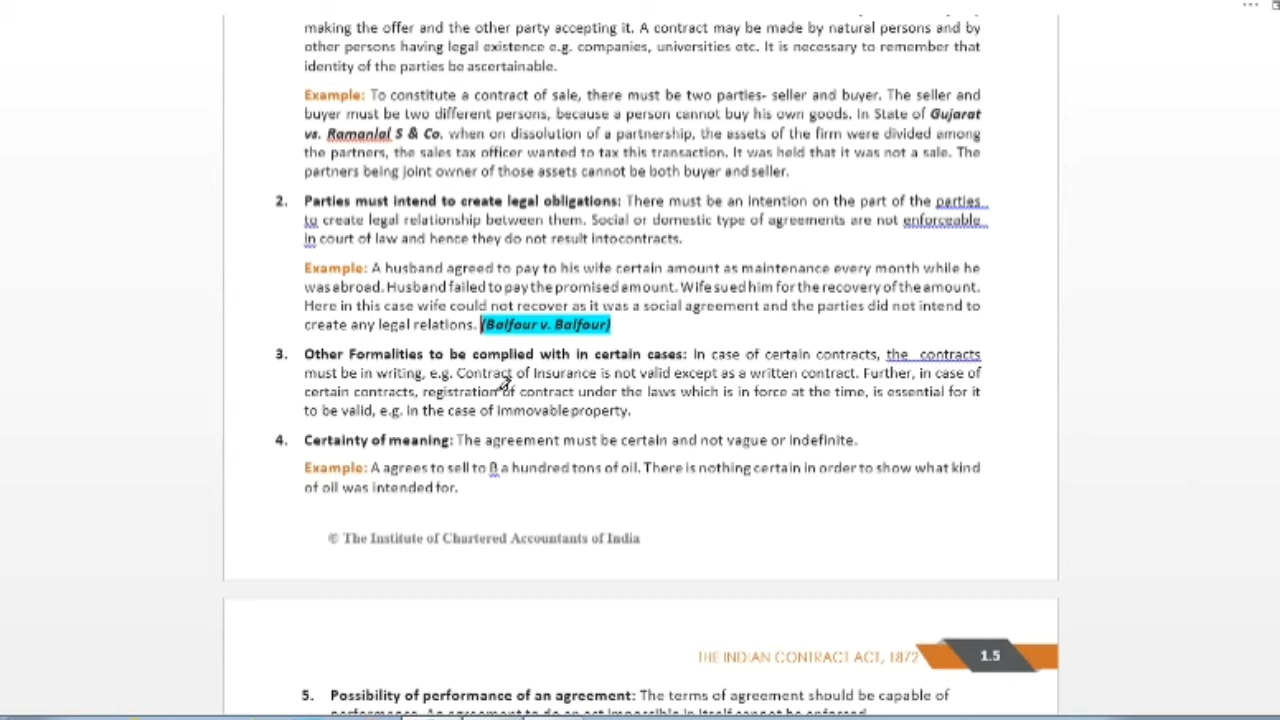 making the offer and the other party accepting it. A contract may be made by natural persons and by
other persons having legal existence e.g. companies, universities etc. It is necessary to remember that
identity of the parties be ascertainable.
Example: To constitute a contract of sale, there must be two parties- seller and buyer. The seller and
buyer must be two different persons, because a person cannot buy his own goods. In State of Gujarat
vs. Ramanlal S & Co. when on dissolution of a partnership, the assets of the firm were divided among
the partners, the sales tax officer wanted to tax this transaction. It was held that it was not a sale. The
partners being joint owner of those assets cannot be both buyer andseller.
2. Parties must intend to create legal obligations: There must be an intention on the part of the parties
to create legal relationship between them. Social or domestic type of agreements are not enforceable
in court of law and hence they do not result intocontracts.
Example: A husband agreed to pay to his wife certain amount as maintenance every month while he
was abroad. Husband failed to pay the promised amount. Wife sued him for the recovery of the amount.
Here in this case wife could not recover as it was a social agreement and the parties did not intend to
create any legal relations. (Balfour v. Balfour)
3. Other Formalities to be complied with in certain cases: In case of certain contracts, the contracts
must be in writing, e.g. Contract of Insurance is not valid except as a written contract. Further, in case of
certain contracts, registration of contract under the laws which is in force at the time, is essential for it
to be valid, e.g. in the case of immovable property.
4. Certainty of meaning: The agreement must be certain and not vague or indefinite.
Example: A agrees to sell to B a hundred tons of oil. There is nothing certain in order to show what kind
of oil was intended for.
© The Institute of Chartered Accountants of India
THE INDIAN CONTRACT ACT, 1872 1.5
5. Possibility of performance of an agreement: The terms of agreement should be capable of
performance. An agreement to do an act impossible in itself cannot be enforced.